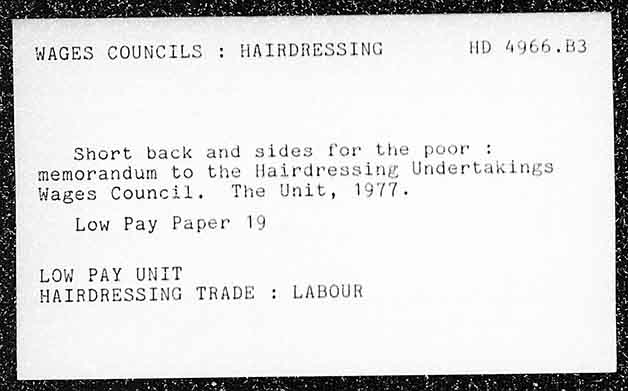 WAGES COUNCILS : HAIRDRESSING HD 4966.B3
Short back and sides for the poor :
memorandum to the Hairdressing Undertakings
Wages Council. The Unit, 1977.
Low Pay Paper 19
LOW PAY UNIT
HAIRDRESSING TRADE : LABOUR